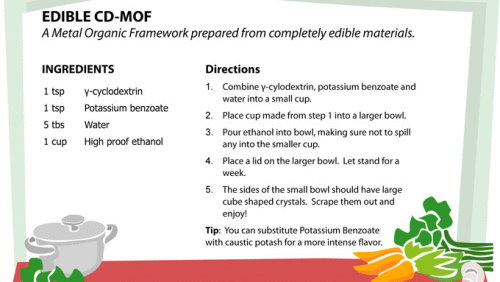 EDIBLE CD-MOF
A Metal Organic Framework prepared from completely edible materials.
INGREDIENTS
1 tsp γ-cyclodextrin
1 tsp Potassium benzoate
5 tbs Water
1 cup High proof ethanol
Directions
1. Combine γ-cylodextrin, potassium benzoate and
water into a small cup.
2. Place cup made from step 1 into a larger bowl.
3. Pour ethanol into bowl, making sure not to spill
any into the smaller cup.
4. Place a lid on the larger bowl. Let stand for a
week.
5. The sides of the small bowl should have large
cube shaped crystals. Scrape them out and
enjoy!
Tip: You can substitute Potassium Benzoate
with caustic potash for a more intense flavor.